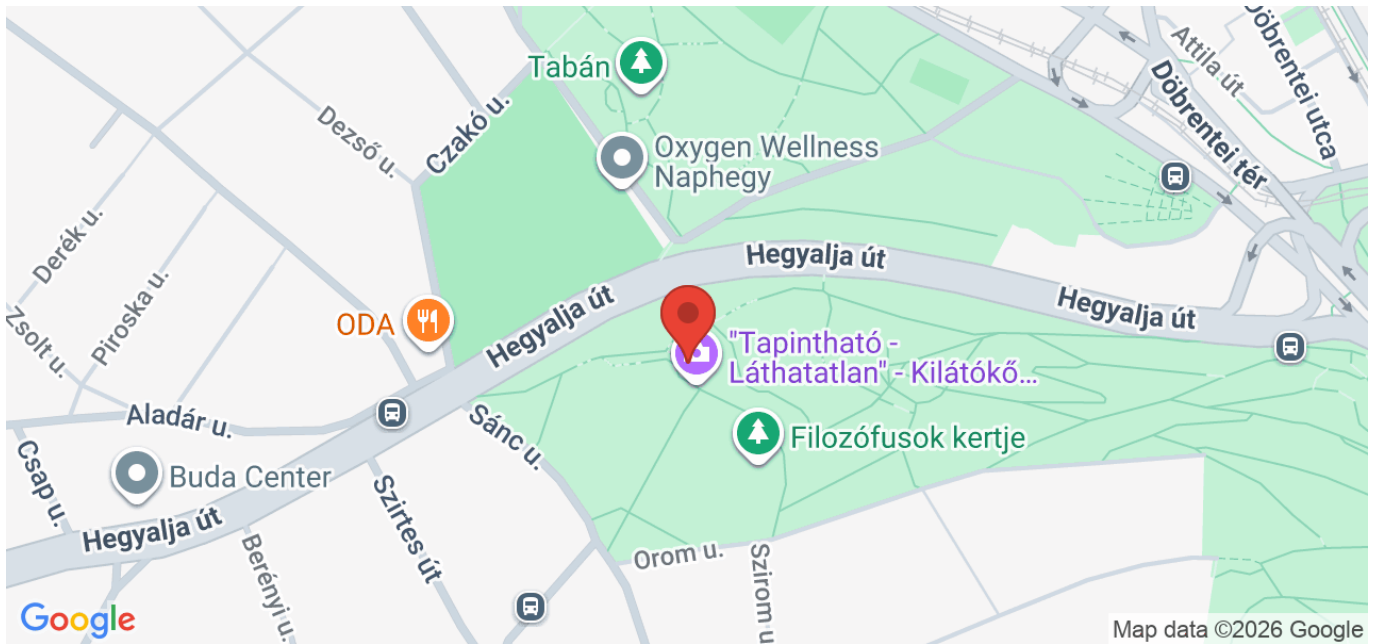 Tabán
Attila út
Döbrentei utca
Döbrentei tér
Dezső u.
Czakó u.
Oxygen Wellness
Naphegy
Derék u.
Piroska u.
Zsolt u.
Hegyalja út
Hegyalja út
Hegyalja út
ODA
"Tapintható -
Láthatatlan" - Kilátókő...
Aladár u.
Sánc u.
Filozófusok kertje
Csap u.
Buda Center
Szirtes út
Hegyalja út
Berényi u.
Orom u.
Szirom u
Google
Map data ©2026 Google